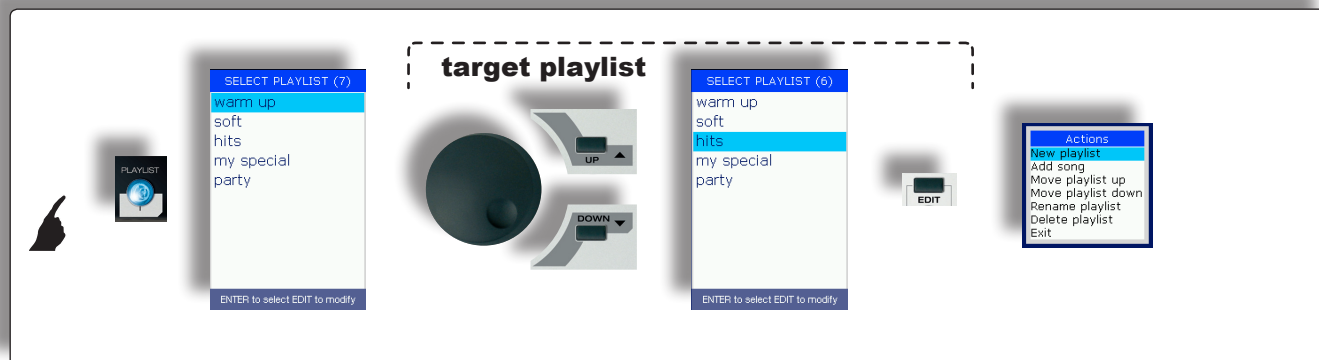 PLAYLIST
SELECT PLAYLIST (7)
warm up
soft
hits
my special
party
ENTER to select EDIT to modify
target playlist
UP
DOWN
SELECT PLAYLIST (6)
warm up
soft
hits
my special
party
ENTER to select EDIT to modify
EDIT
Actions
New playlist
Add song
Move playlist up
Move playlist down
Rename playlist
Delete playlist
Exit